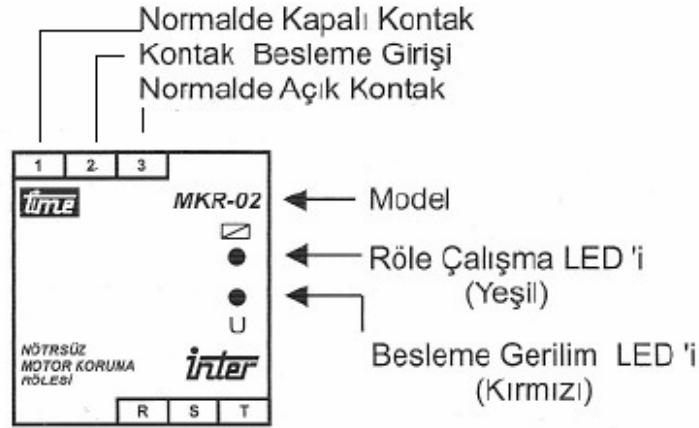 Normalde Kapalı Kontak
Kontak Besleme Girişi
Normalde Açık Kontak
1 2 3
time MKR-02
Model
Röle Çalışma LED 'i
(Yeşil)
U
Besleme Gerilim LED 'i
(Kırmızı)
NÖTRSÜZ
MOTOR KORUMA
RÖLESİ
inter
R S T